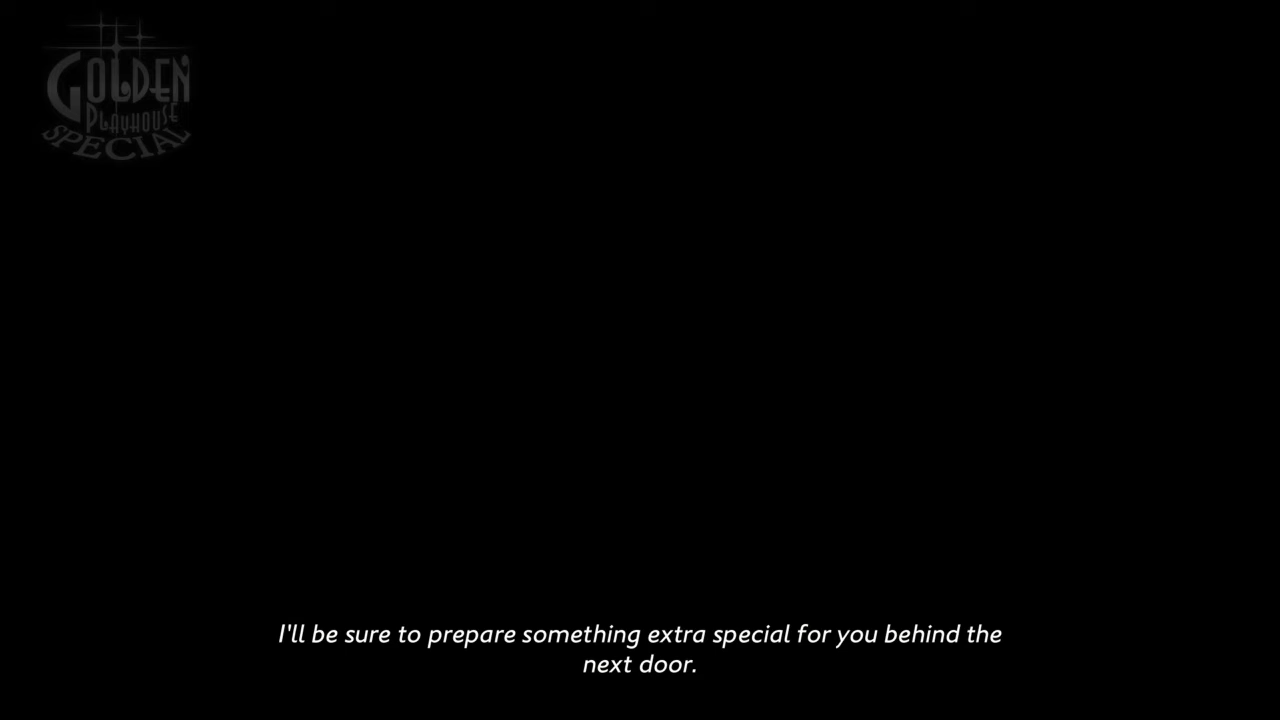 GOLDEN
PLAYHOUSE
SPECIAL
I'll be sure to prepare something extra special for you behind the
next door.